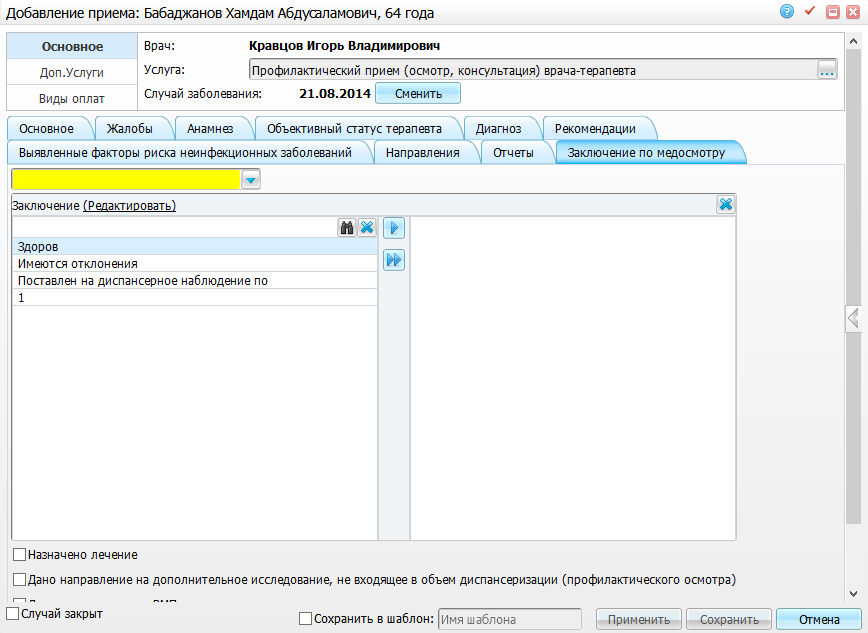 Добавление приема: Бабаджанов Хамдам Абдусаламович, 64 года
Основное
Доп.Услуги
Виды оплат
Врач: Кравцов Игорь Владимирович
Услуга: Профилактический прием (осмотр, консультация) врача-терапевта ...
Случай заболевания: 21.08.2014 Сменить
Основное Жалобы Анамнез Объективный статус терапевта Диагноз Рекомендации
Выявленные факторы риска неинфекционных заболеваний Направления Отчеты Заключение по медосмотру
Заключение (Редактировать)
Здоров
Имеются отклонения
Поставлен на диспансерное наблюдение по
1
Назначено лечение
Дано направление на дополнительное исследование, не входящее в объем диспансеризации (профилактического осмотра)
Случай закрыт
Сохранить в шаблон: Имя шаблона Применить Сохранить Отмена